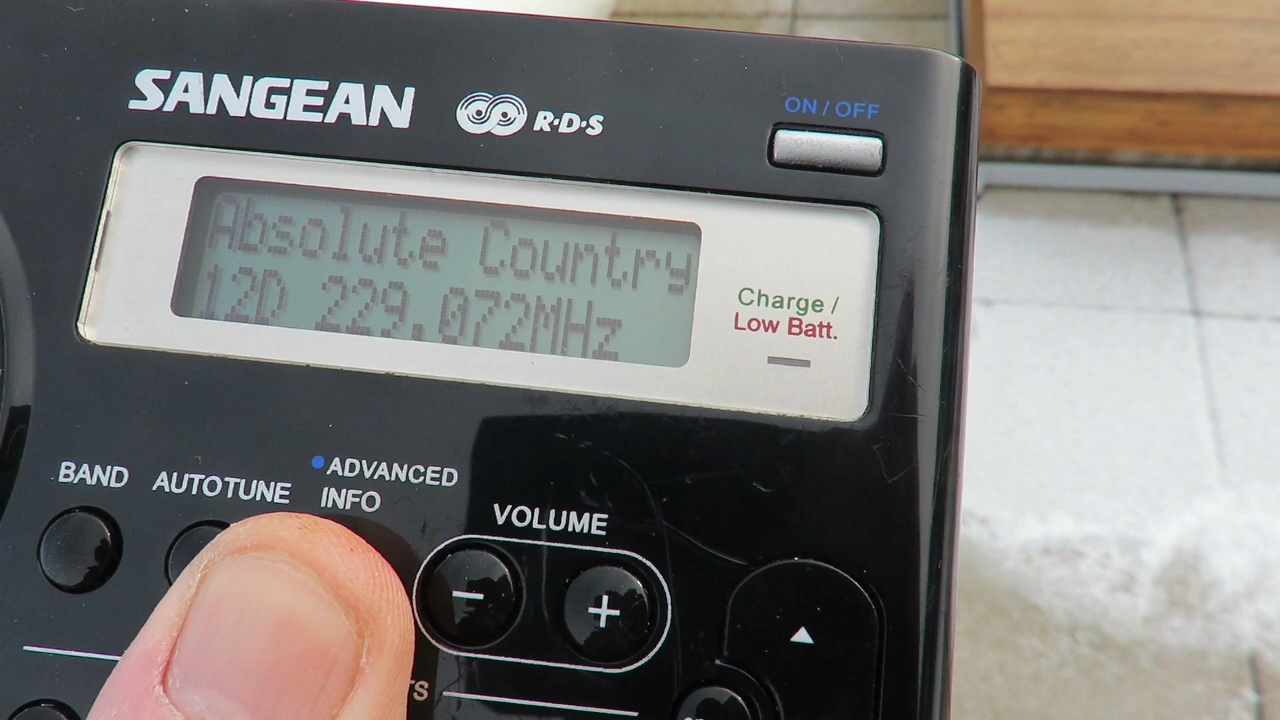 SANGEAN
R·D·S
ON / OFF
Absolute Country
12D 229.072MHz
Charge /
Low Batt.
BAND
AUTOTUNE
ADVANCED
INFO
VOLUME
−
+